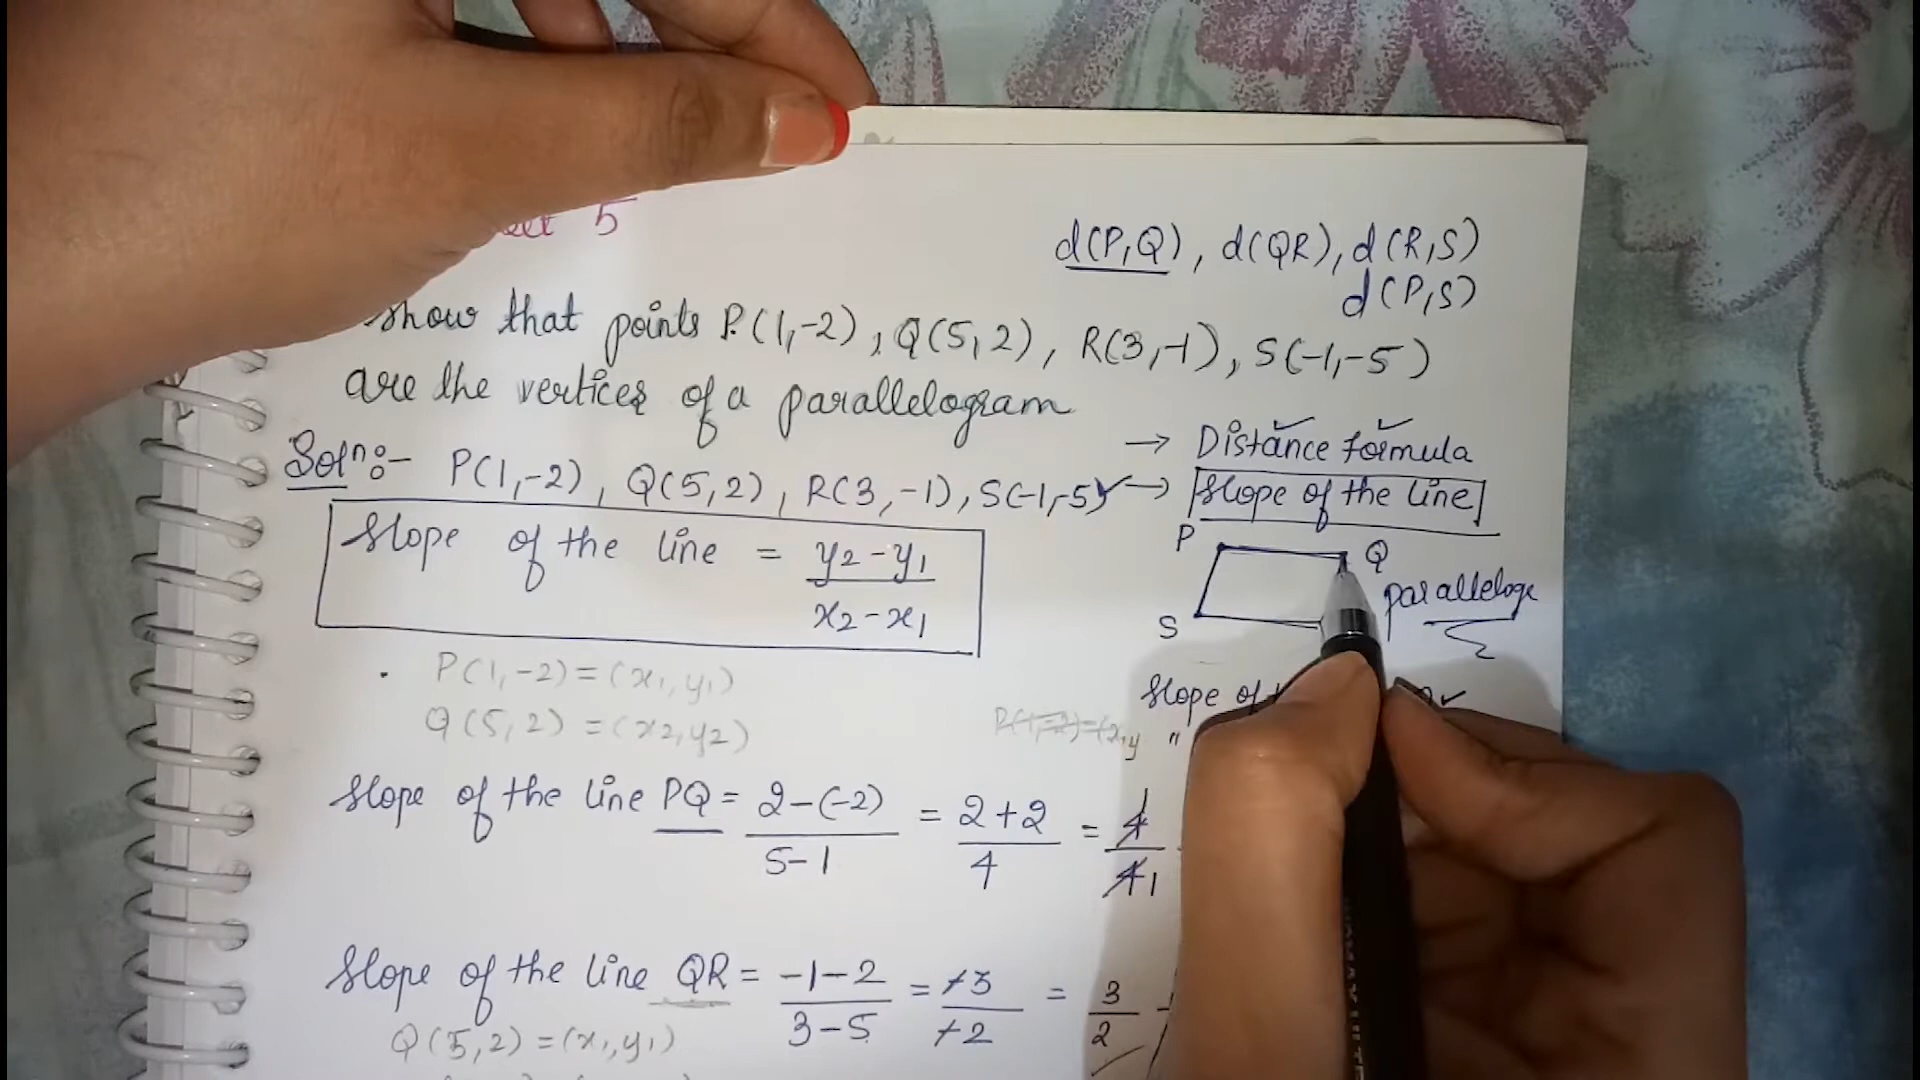 5
d(P,Q), d(QR), d(R,S)
d(P,S)
Show that points P(1,-2), Q(5,2), R(3,-1), S(-1,-5)
are the vertices of a parallelogram
Solⁿ:- P(1,-2), Q(5,2), R(3,-1), S(-1,-5)
→ Distance formula
→ Slope of the line
Slope of the line = y2-y1 / x2-x1
P Q
S
paralleloge
P(1,-2) = (x1,y1)
Q(5,2) = (x2,y2)
Slope of
"
Slope of the line PQ = 2-(-2) / 5-1 = 2+2 / 4 = 4 / 4 1
Slope of the line QR = -1-2 / 3-5 = -3 / -2 = 3 / 2
Q(5,2) = (x1,y1)